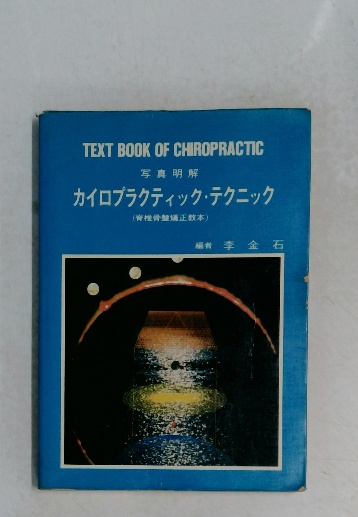 TEXT BOOK OF CHIROPRACTIC
写真明解
カイロプラクティック・テクニック
(脊椎骨盤矯正教本)
編者 李金石